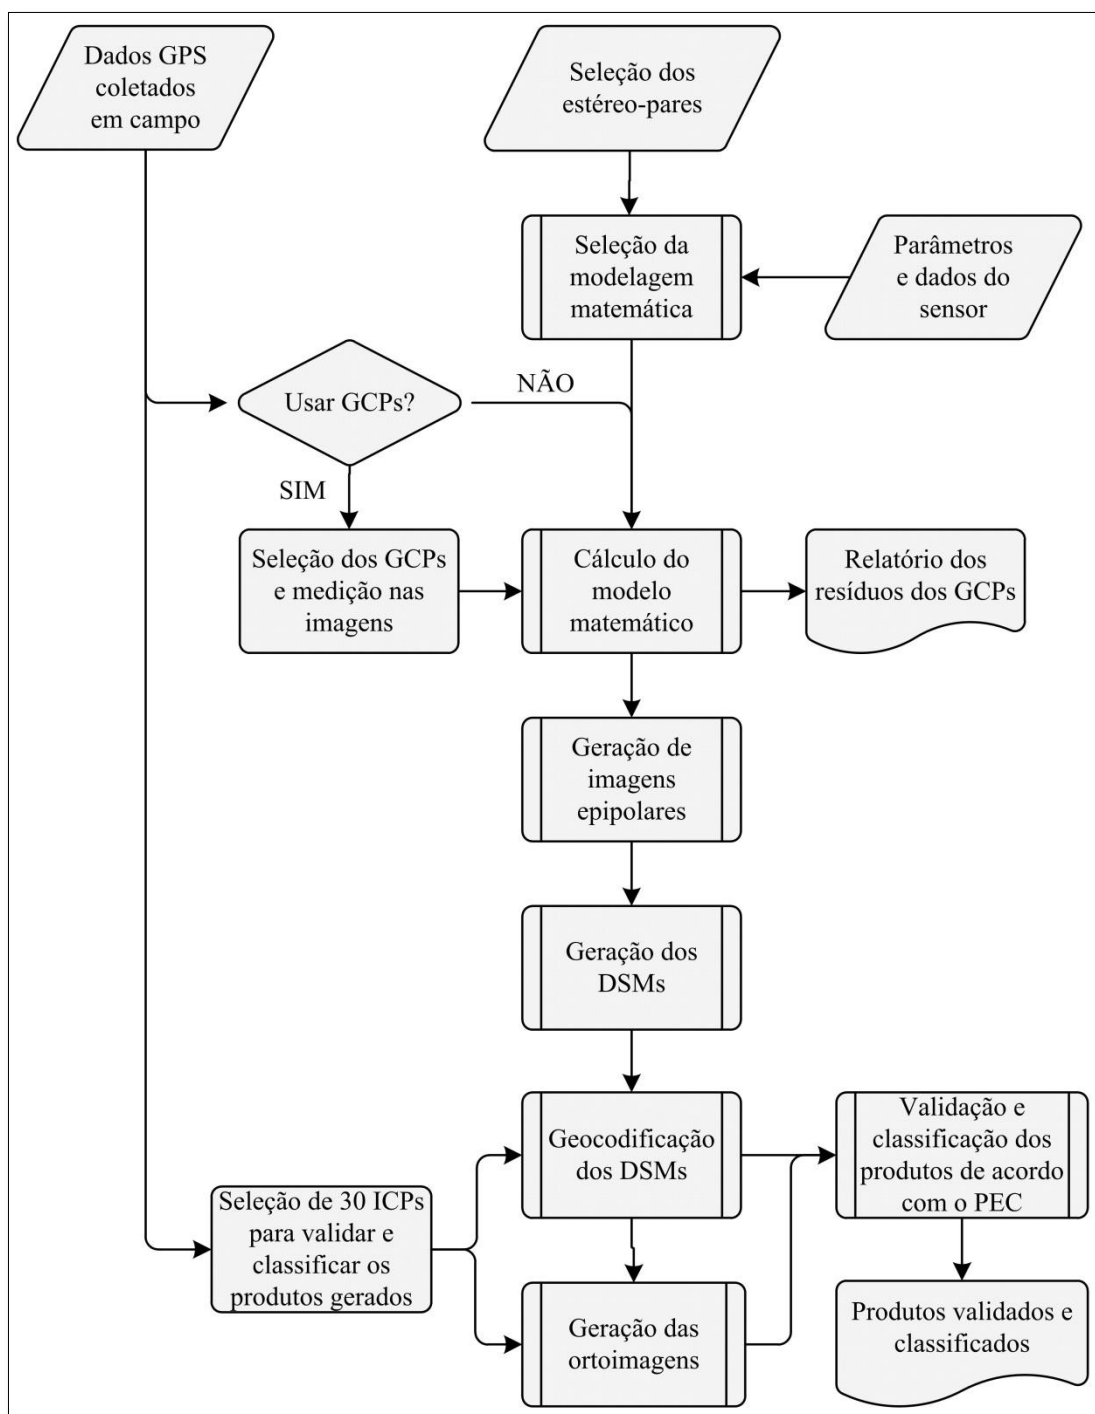 Dados GPS
coletados
em campo
Seleção dos
estéreo-pares
Seleção da
modelagem
matemática
Parâmetros
e dados do
sensor
Usar GCPs?
NÃO
SIM
Seleção dos GCPs
e medição nas
imagens
Cálculo do
modelo
matemático
Relatório dos
resíduos dos GCPs
Geração de
imagens
epipolares
Geração dos
DSMs
Geocodificação
dos DSMs
Validação e
classificação dos
produtos de acordo
com o PEC
Seleção de 30 ICPs
para validar e
classificar os
produtos gerados
Geração das
ortoimagens
Produtos validados e
classificados